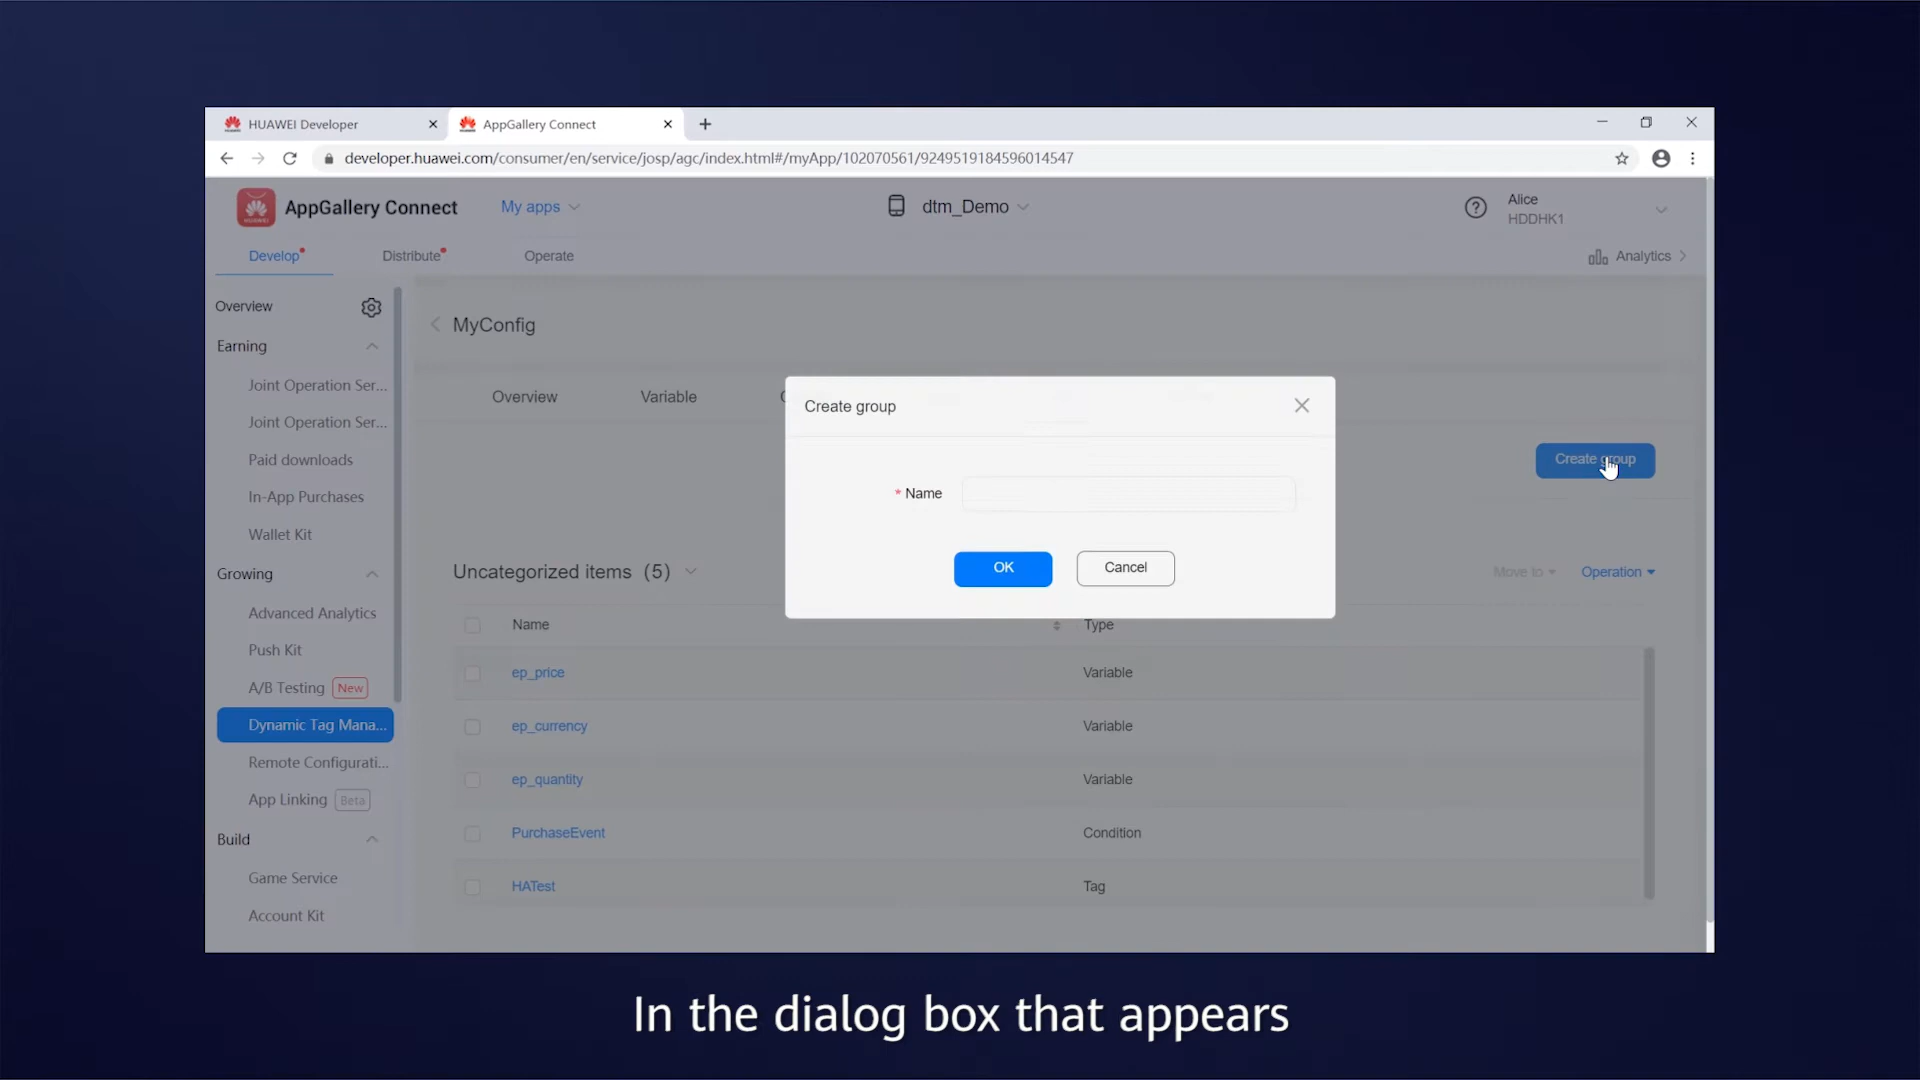 HUAWEI Developer
AppGallery Connect
developer.huawei.com/consumer/en/service/josp/agc/index.html#/myApp/102070561/9249519184596014547
HUAWEI
AppGallery Connect
My apps
dtm_Demo
Alice
HDDHK1
Develop
Distribute
Operate
Analytics
Overview
Earning
Joint Operation Ser...
Joint Operation Ser...
Paid downloads
In-App Purchases
Wallet Kit
Growing
Advanced Analytics
Push Kit
A/B Testing New
Dynamic Tag Mana...
Remote Configurati...
App Linking Beta
Build
Game Service
Account Kit
MyConfig
Overview
Variable
Create group
Create group
* Name
OK
Cancel
Uncategorized items (5)
Move to
Operation
Name
Type
ep_price
Variable
ep_currency
Variable
ep_quantity
Variable
PurchaseEvent
Condition
HATest
Tag
In the dialog box that appears